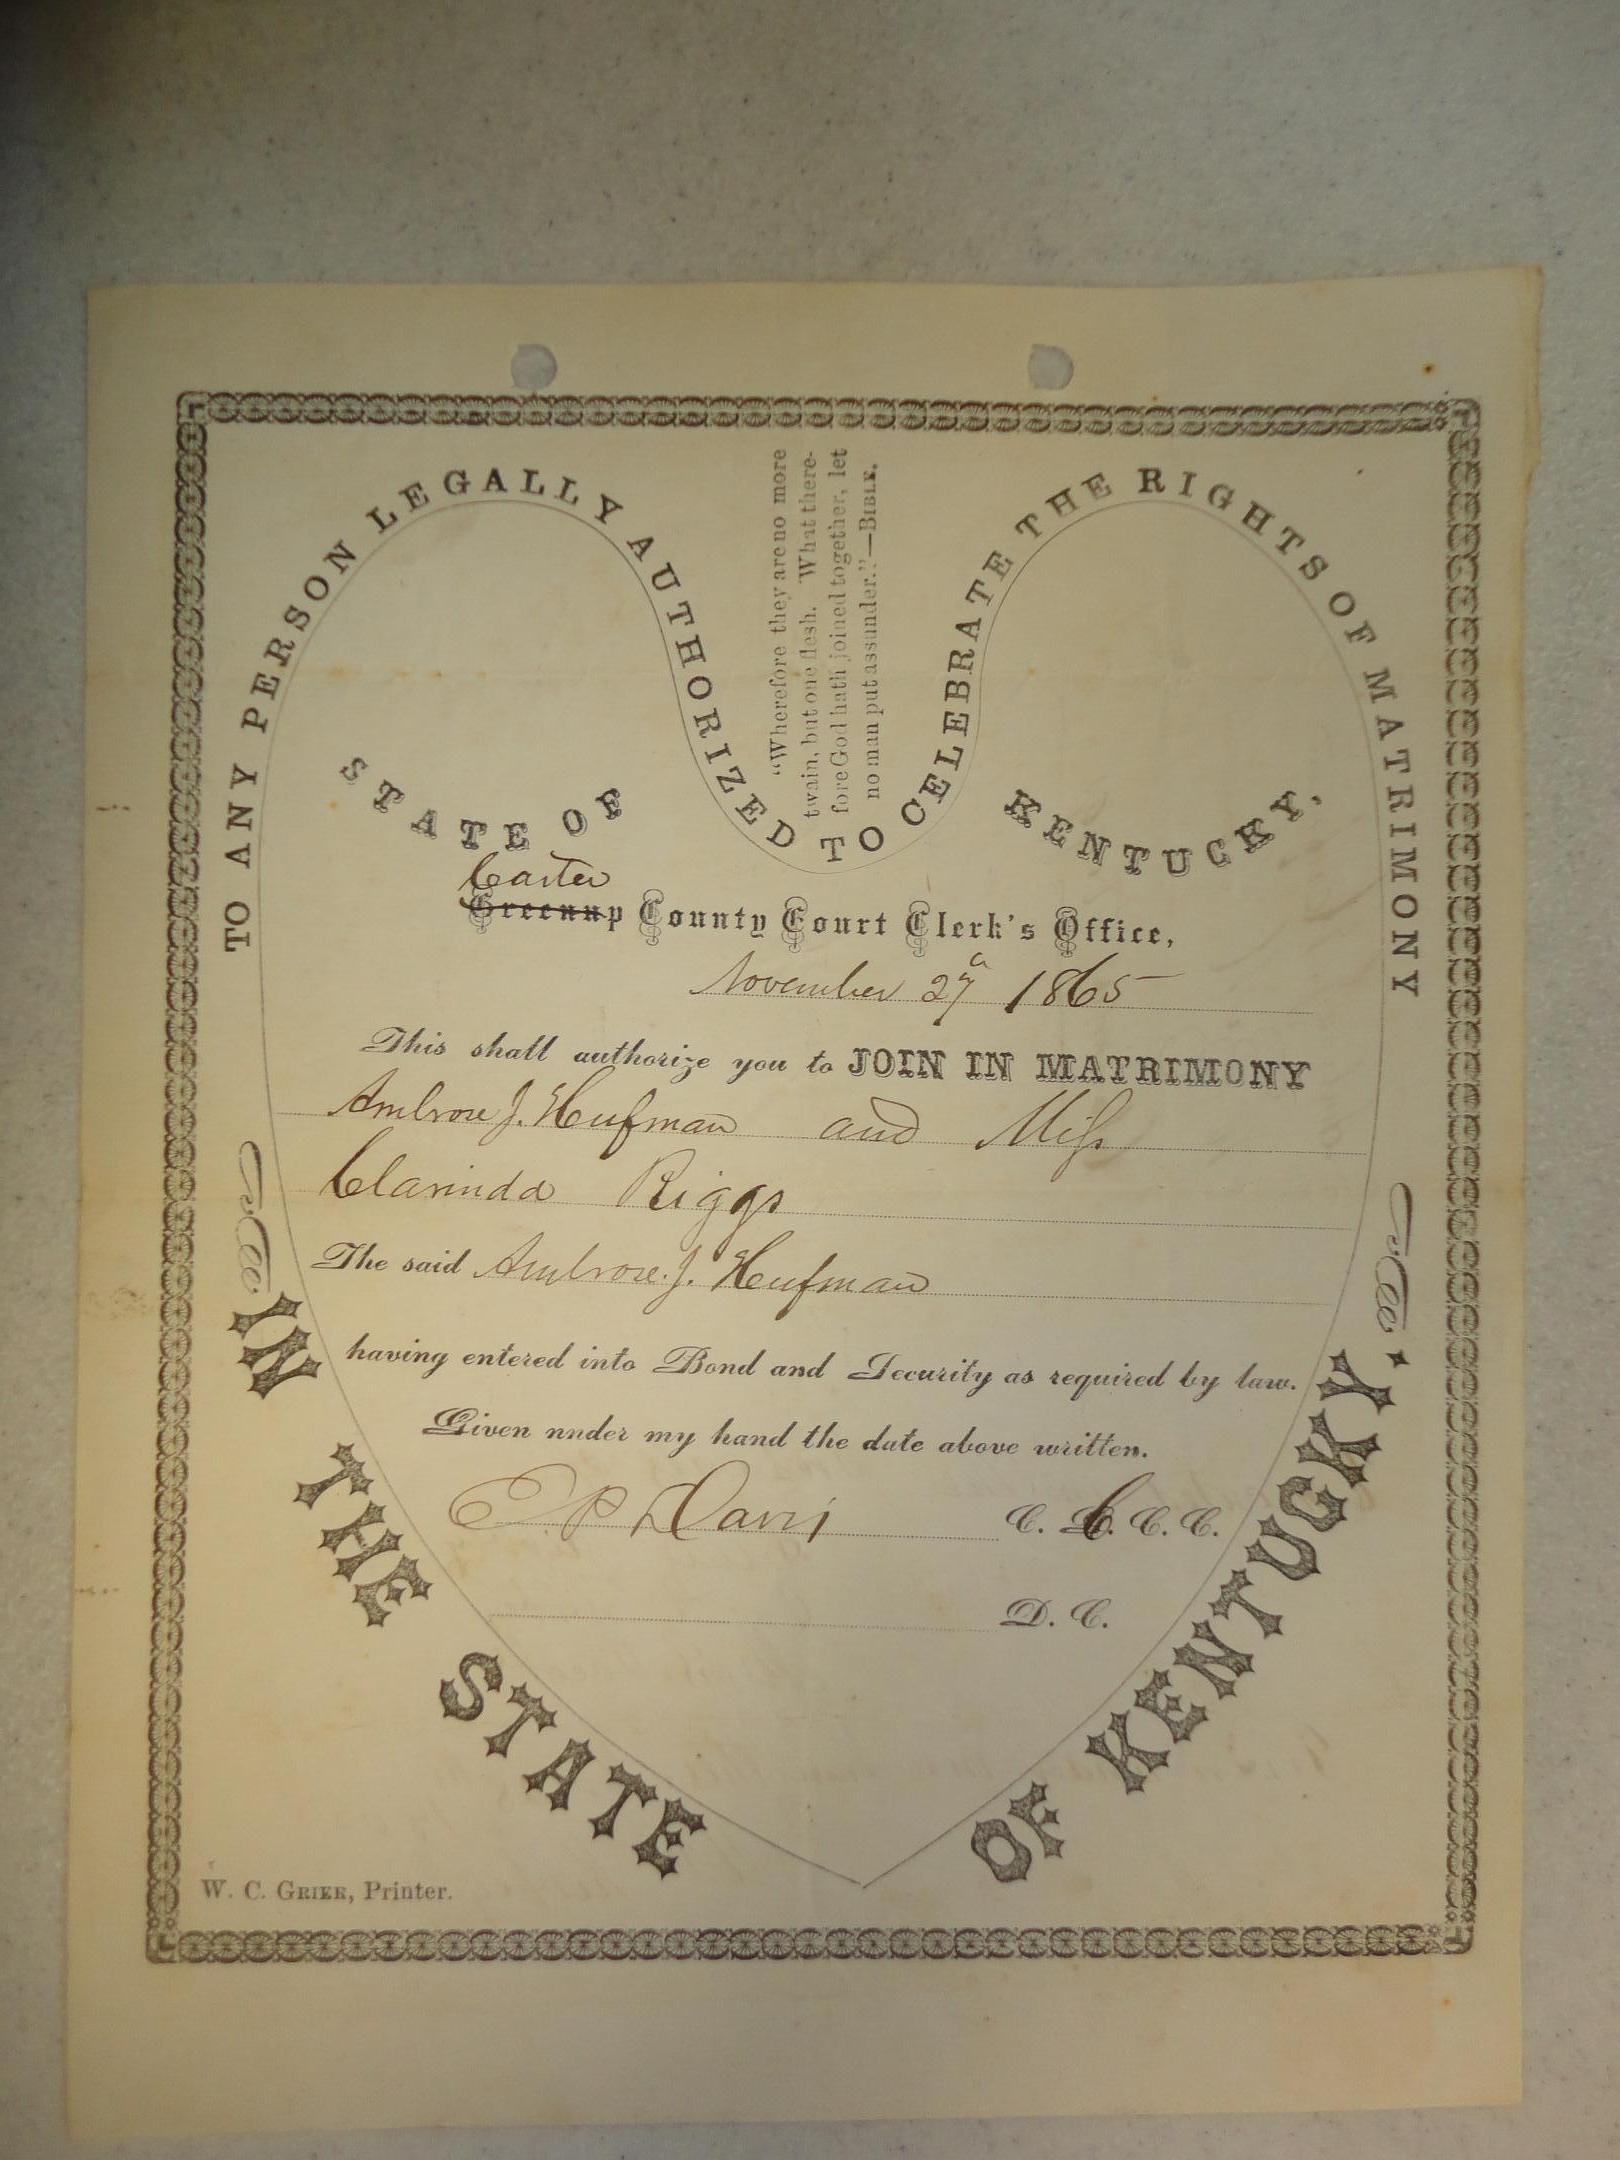 TO ANY PERSON LEGALLY AUTHORIZED TO CELEBRATE THE RIGHTS OF MATRIMONY
"Wherefore they are no more
twain, but one flesh. What there-
fore God hath joined together, let
no man put assunder."—BIBLE.
STATE OF KENTUCKY,
Carter
Greenup County Court Clerk's Office,
November 27th 1865
This shall authorize you to JOIN IN MATRIMONY
Ambrose J. Hufman and Miss
Clarinda Riggs
The said Ambrose. J. Hufman
having entered into Bond and Security as required by law.
Given nnder my hand the date above written.
C. C. C. C.
D. C.
IN THE STATE OF KENTUCKY.
W. C. GRIER, Printer.